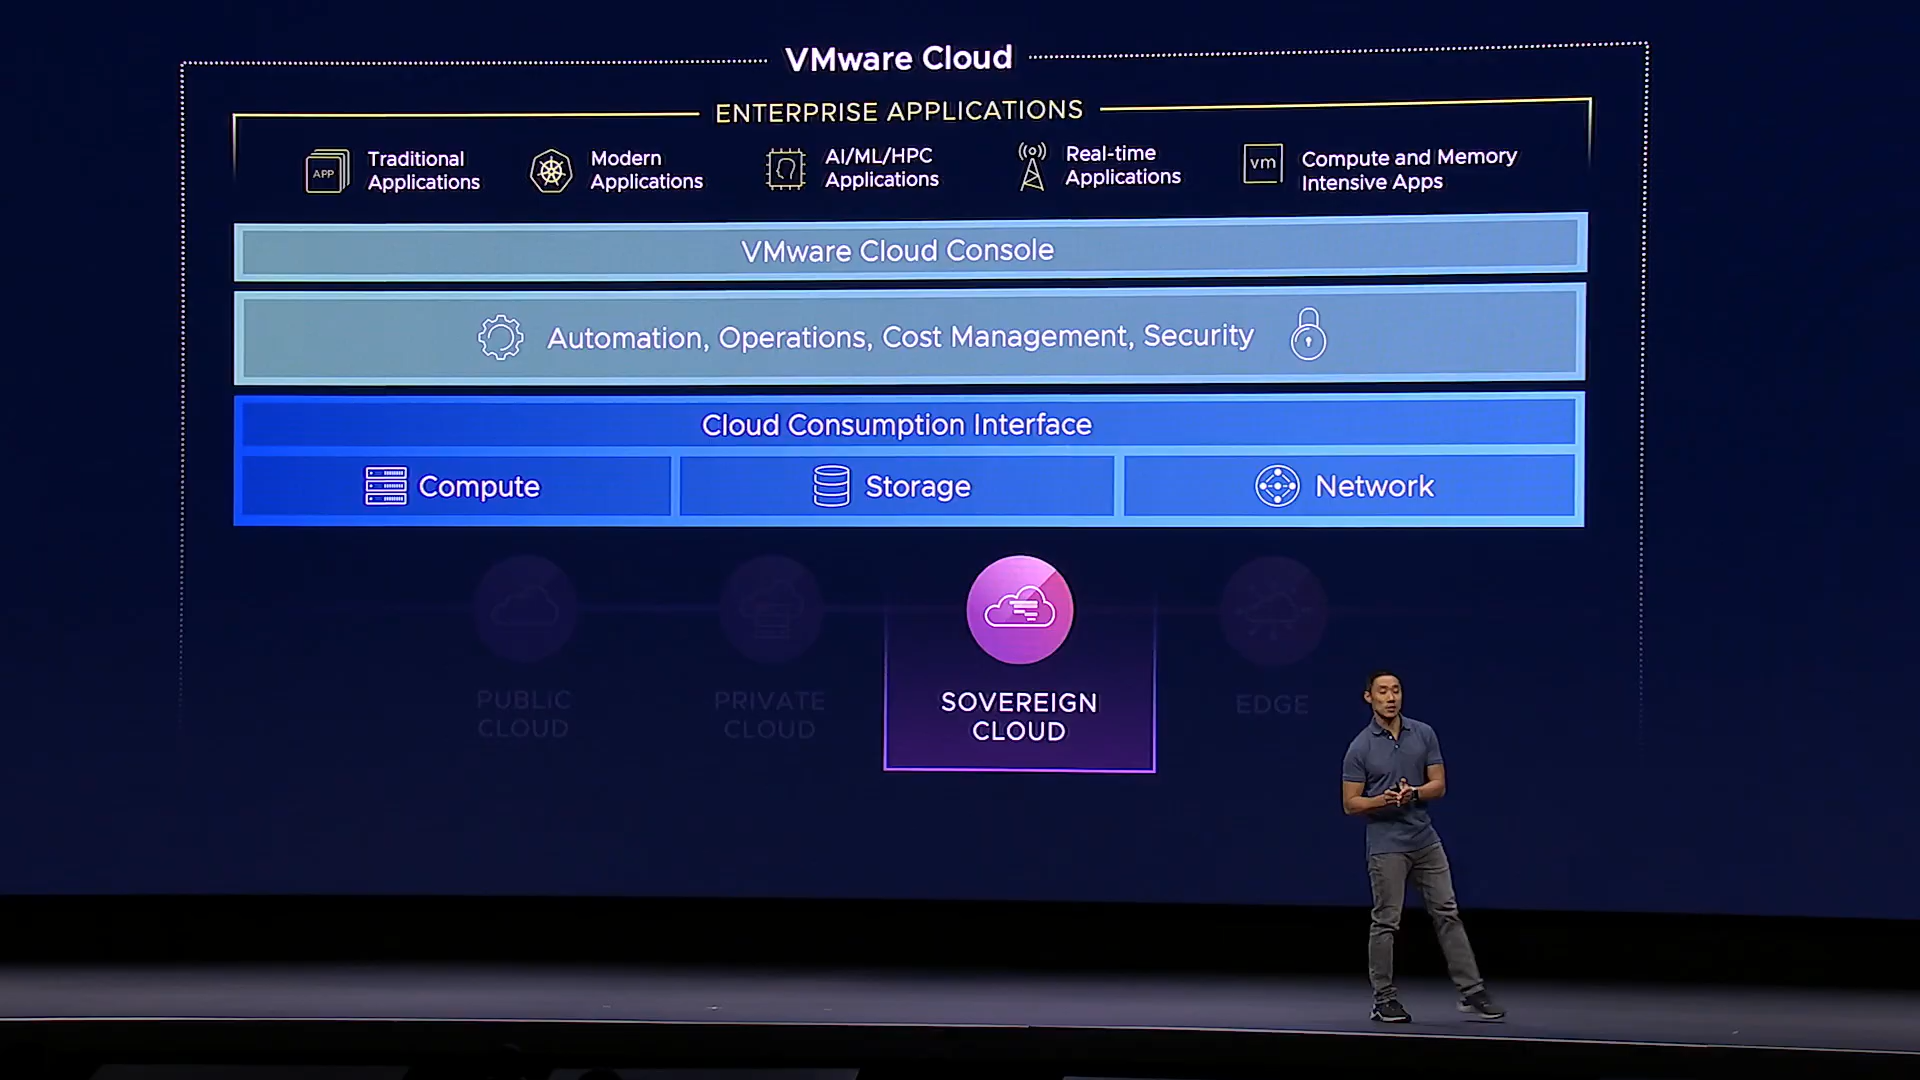 VMware Cloud
ENTERPRISE APPLICATIONS
APP
Traditional
Applications
Modern
Applications
AI/ML/HPC
Applications
Real-time
Applications
vm
Compute and Memory
Intensive Apps
VMware Cloud Console
Automation, Operations, Cost Management, Security
Cloud Consumption Interface
Compute
Storage
Network
PUBLIC
CLOUD
PRIVATE
CLOUD
SOVEREIGN
CLOUD
EDGE